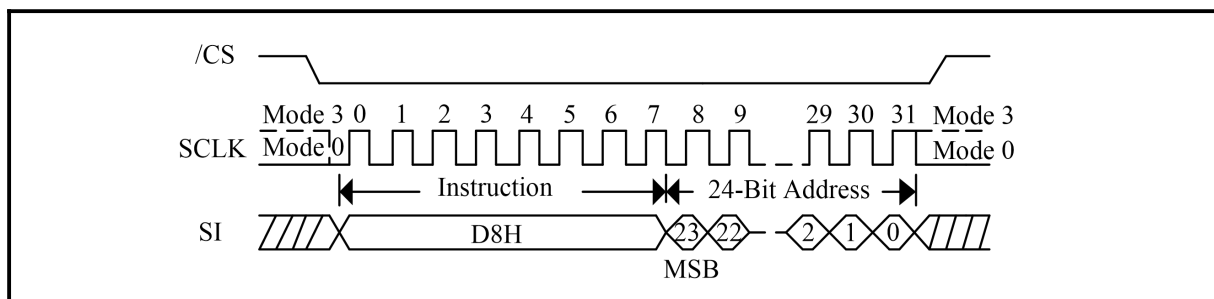 /CS
Mode 3 0 1 2 3 4 5 6 7 8 9 29 30 31 Mode 3
SCLK Mode 0 Mode 0
Instruction 24-Bit Address
SI D8H 23 22 2 1 0
MSB